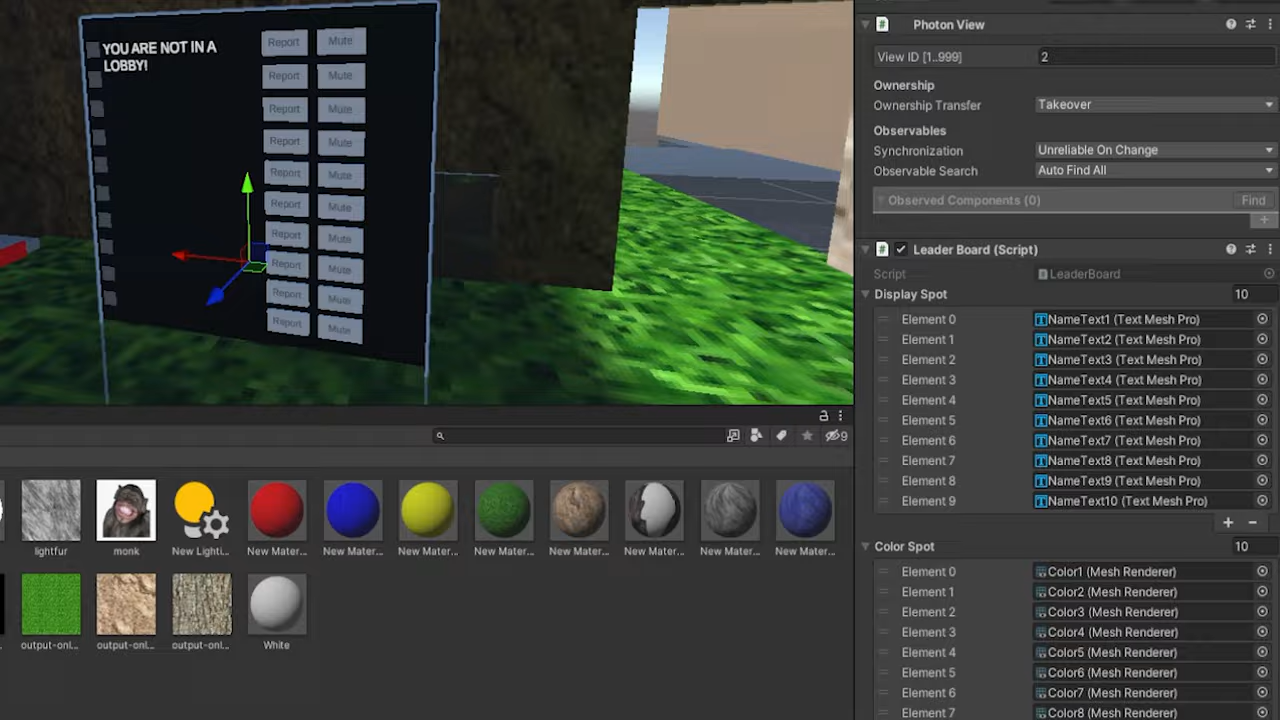 YOU ARE NOT IN A
LOBBY!
Report Mute
Report Mute
Report Mute
Report Mute
Report Mute
Report Mute
Report Mute
Report Mute
Report Mute
Report Mute
9
lightfur
monk
New Lighti...
New Mater...
New Mater...
New Mater...
New Mater...
New Mater...
New Mater...
New Mater...
New Mater...
output-onl...
output-onl...
output-onl...
White
Photon View
View ID [1..999] 2
Ownership
Ownership Transfer Takeover
Observables
Synchronization Unreliable On Change
Observable Search Auto Find All
Observed Components (0) Find
Leader Board (Script)
Script LeaderBoard
Display Spot 10
Element 0 NameText1 (Text Mesh Pro)
Element 1 NameText2 (Text Mesh Pro)
Element 2 NameText3 (Text Mesh Pro)
Element 3 NameText4 (Text Mesh Pro)
Element 4 NameText5 (Text Mesh Pro)
Element 5 NameText6 (Text Mesh Pro)
Element 6 NameText7 (Text Mesh Pro)
Element 7 NameText8 (Text Mesh Pro)
Element 8 NameText9 (Text Mesh Pro)
Element 9 NameText10 (Text Mesh Pro)
Color Spot 10
Element 0 Color1 (Mesh Renderer)
Element 1 Color2 (Mesh Renderer)
Element 2 Color3 (Mesh Renderer)
Element 3 Color4 (Mesh Renderer)
Element 4 Color5 (Mesh Renderer)
Element 5 Color6 (Mesh Renderer)
Element 6 Color7 (Mesh Renderer)
Element 7 Color8 (Mesh Renderer)